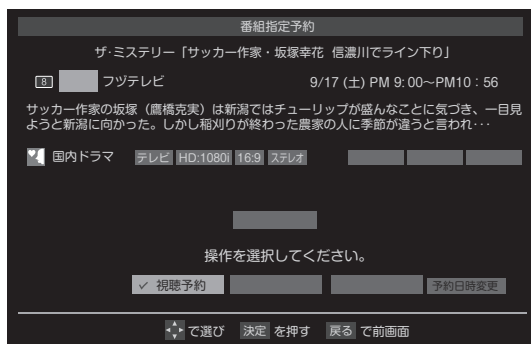 番組指定予約
ザ・ミステリー「サッカー作家・坂塚幸花 信濃川でライン下り」
8 フヅテレビ 9/17 (土) PM 9:00～PM10：56
サッカー作家の坂塚（鷹橋克実）は新潟ではチューリップが盛んなことに気づき、一目見
ようと新潟に向かった。しかし稲刈りが終わった農家の人に季節が違うと言われ･･･
国内ドラマ テレビ HD:1080i 16:9 ステレオ
操作を選択してください。
✓ 視聴予約 予約日時変更
で選び 決定 を押す 戻る で前画面